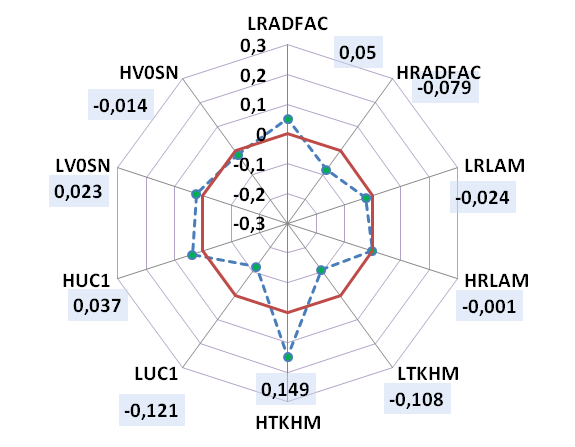 LRADFAC
0,3
0,05
HV0SN
0,2
HRADFAC
-0,079
-0,014
0,1
0
LV0SN
-0,1
LRLAM
0,023
-0,2
-0,024
-0,3
HUC1
HRLAM
0,037
-0,001
LUC1
LTKHM
0,149
-0,121
-0,108
HTKHM